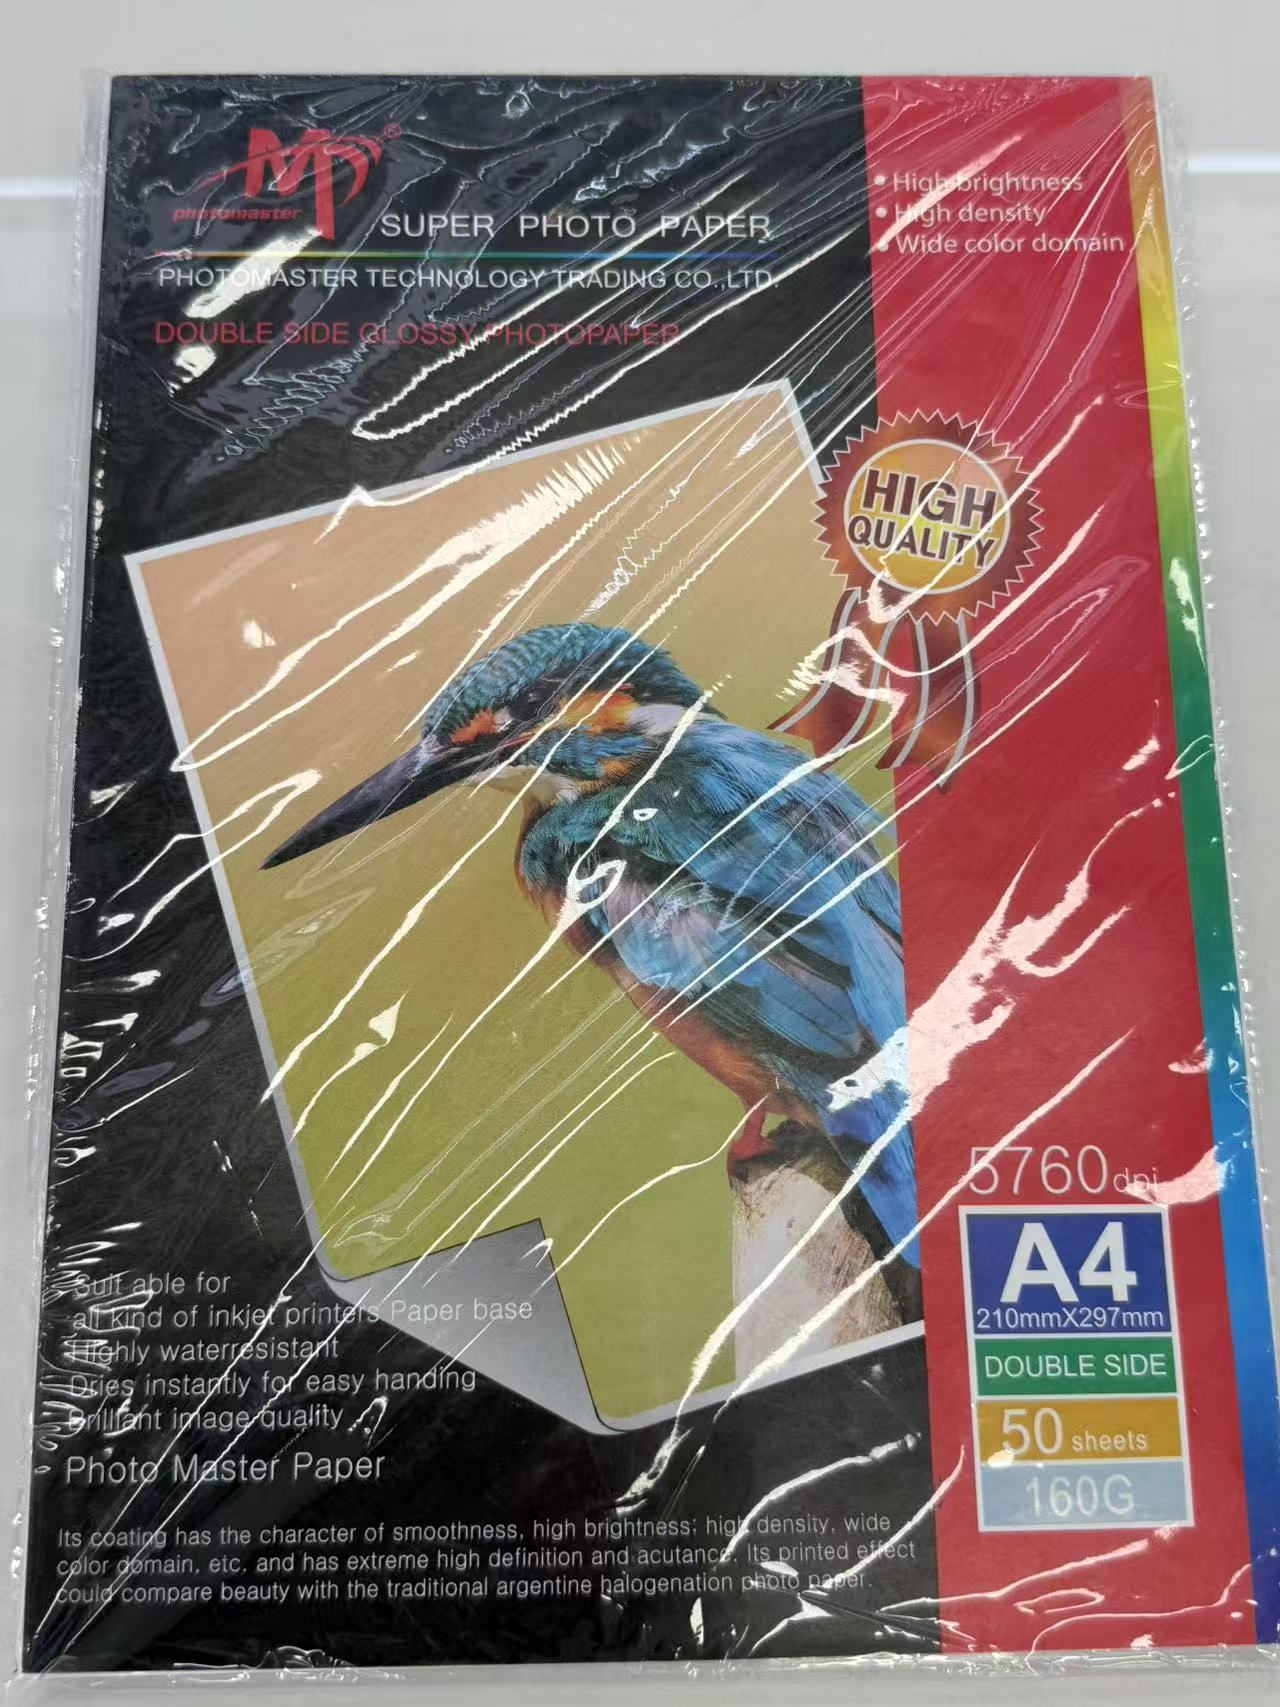 MP®
photomaster
SUPER PHOTO PAPER
PHOTOMASTER TECHNOLOGY TRADING CO.,LTD.
DOUBLE SIDE GLOSSY PHOTOPAPER
• High brightness
• High density
• Wide color domain
HIGH
QUALITY
5760dpi
A4
210mmX297mm
DOUBLE SIDE
50 sheets
160G
Suit able for
all kind of inkjet printers Paper base
Highly waterresistant
Dries instantly for easy handing
Brilliant image quality
Photo Master Paper
Its coating has the character of smoothness, high brightness; high density, wide
color domain, etc, and has extreme high definition and acutance. Its printed effect
could compare beauty with the traditional argentine halogenation photo paper.